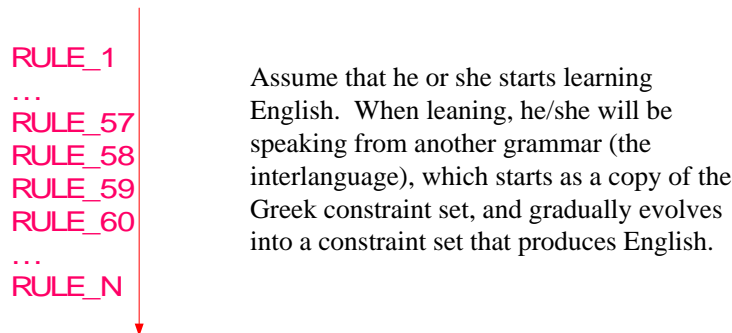 RULE_1
...
RULE_57
RULE_58
RULE_59
RULE_60
...
RULE_N
Assume that he or she starts learning
English.  When leaning, he/she will be
speaking from another grammar (the
interlanguage), which starts as a copy of the
Greek constraint set, and gradually evolves
into a constraint set that produces English.